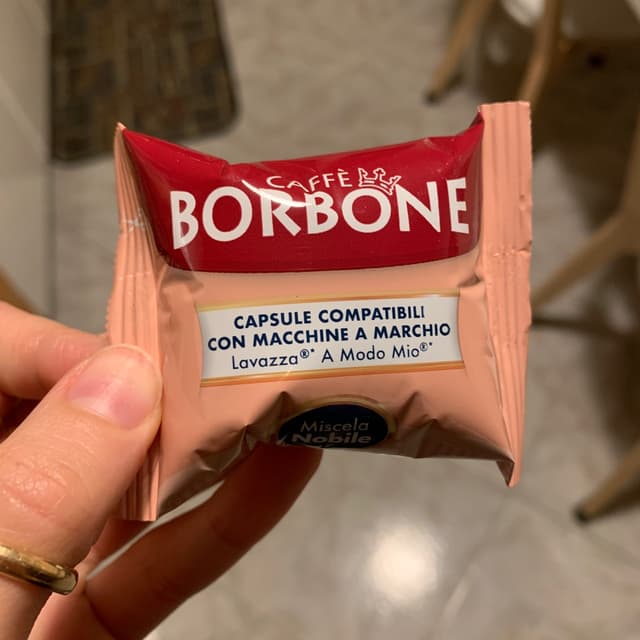 CAFFÈ
BORBONE
CAPSULE COMPATIBILI
CON MACCHINE A MARCHIO
Lavazza®* A Modo Mio®*
Miscela
Nobile